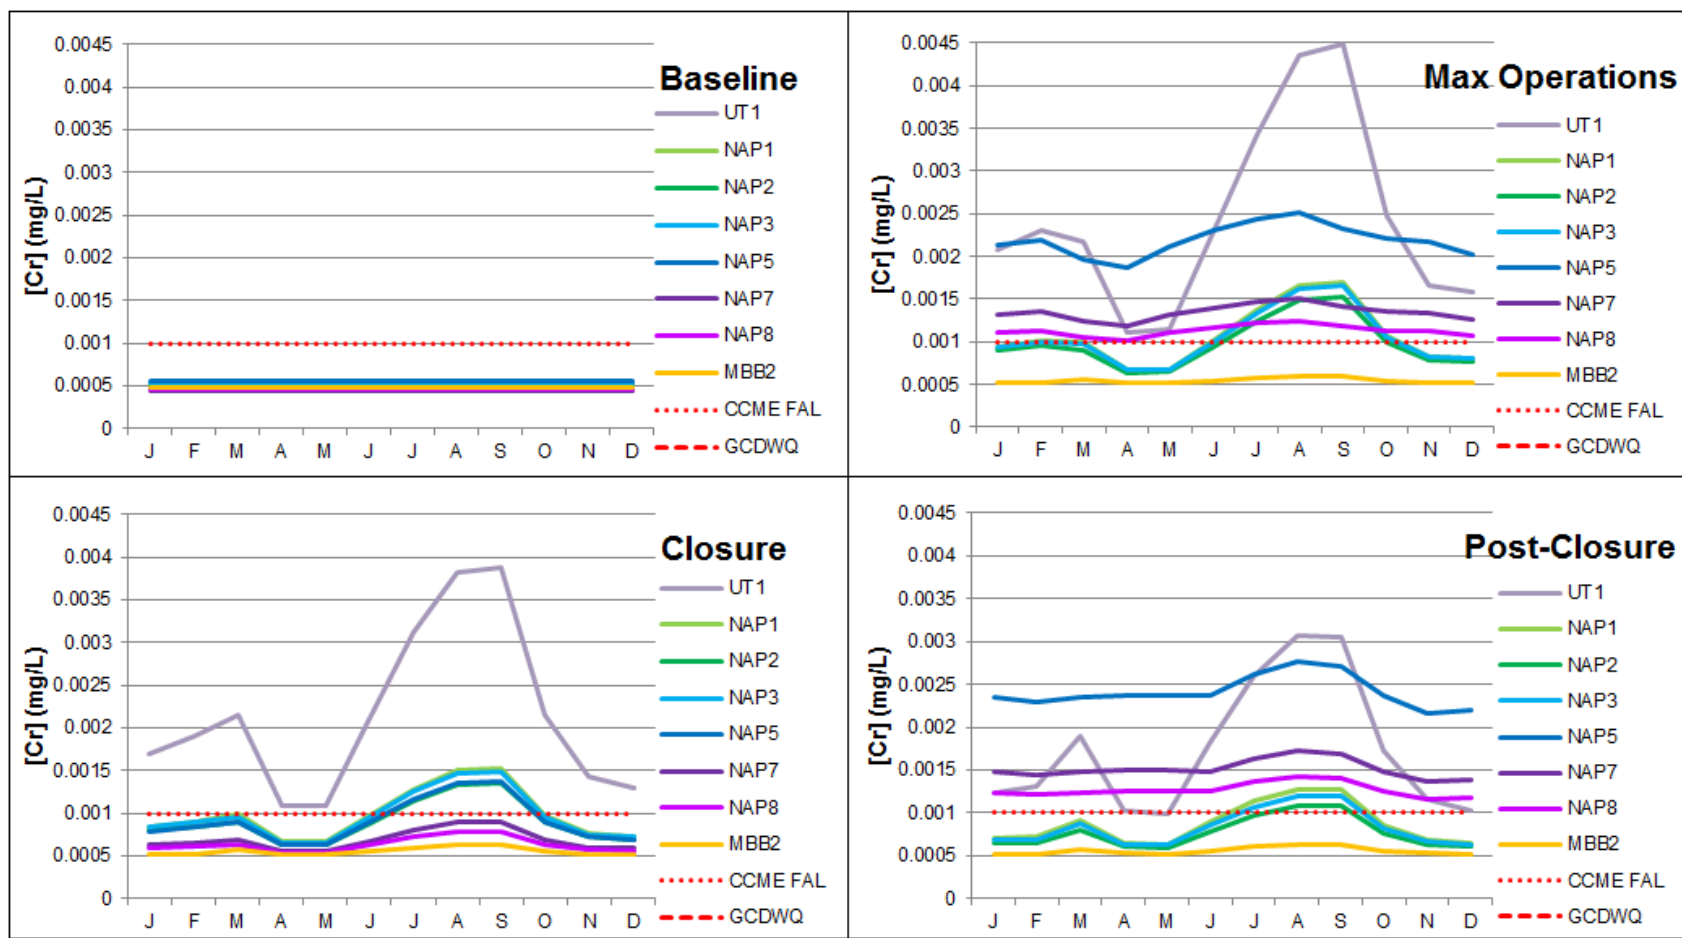 Baseline
[Cr] (mg/L)
0.0045
0.004
0.0035
0.003
0.0025
0.002
0.0015
0.001
0.0005
0
J F M A M J J A S O N D
UT1
NAP1
NAP2
NAP3
NAP5
NAP7
NAP8
MBB2
CCME FAL
GCDWQ
Max Operations
[Cr] (mg/L)
0.0045
0.004
0.0035
0.003
0.0025
0.002
0.0015
0.001
0.0005
0
J F M A M J J A S O N D
UT1
NAP1
NAP2
NAP3
NAP5
NAP7
NAP8
MBB2
CCME FAL
GCDWQ
Closure
[Cr] (mg/L)
0.0045
0.004
0.0035
0.003
0.0025
0.002
0.0015
0.001
0.0005
0
J F M A M J J A S O N D
UT1
NAP1
NAP2
NAP3
NAP5
NAP7
NAP8
MBB2
CCME FAL
GCDWQ
Post-Closure
[Cr] (mg/L)
0.0045
0.004
0.0035
0.003
0.0025
0.002
0.0015
0.001
0.0005
0
J F M A M J J A S O N D
UT1
NAP1
NAP2
NAP3
NAP5
NAP7
NAP8
MBB2
CCME FAL
GCDWQ